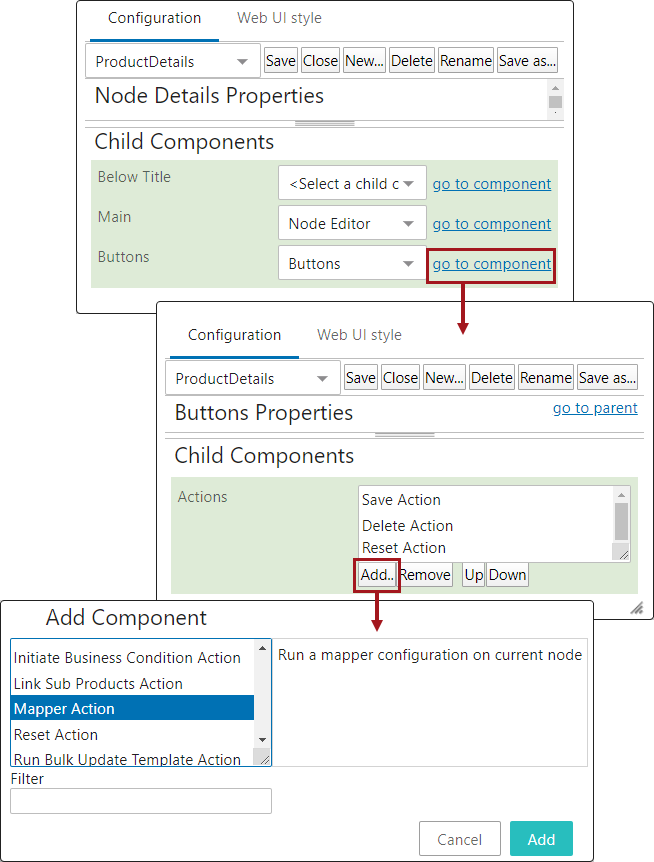 Configuration Web UI style
ProductDetails Save Close New... Delete Rename Save as...
Node Details Properties
Child Components
Below Title <Select a child c go to component
Main Node Editor go to component
Buttons Buttons go to component
Configuration Web UI style
ProductDetails Save Close New... Delete Rename Save as...
Buttons Properties go to parent
Child Components
Actions Save Action
Delete Action
Reset Action
Add.. Remove Up Down
Add Component
Initiate Business Condition Action Run a mapper configuration on current node
Link Sub Products Action
Mapper Action
Reset Action
Run Bulk Update Template Action
Filter
Cancel Add